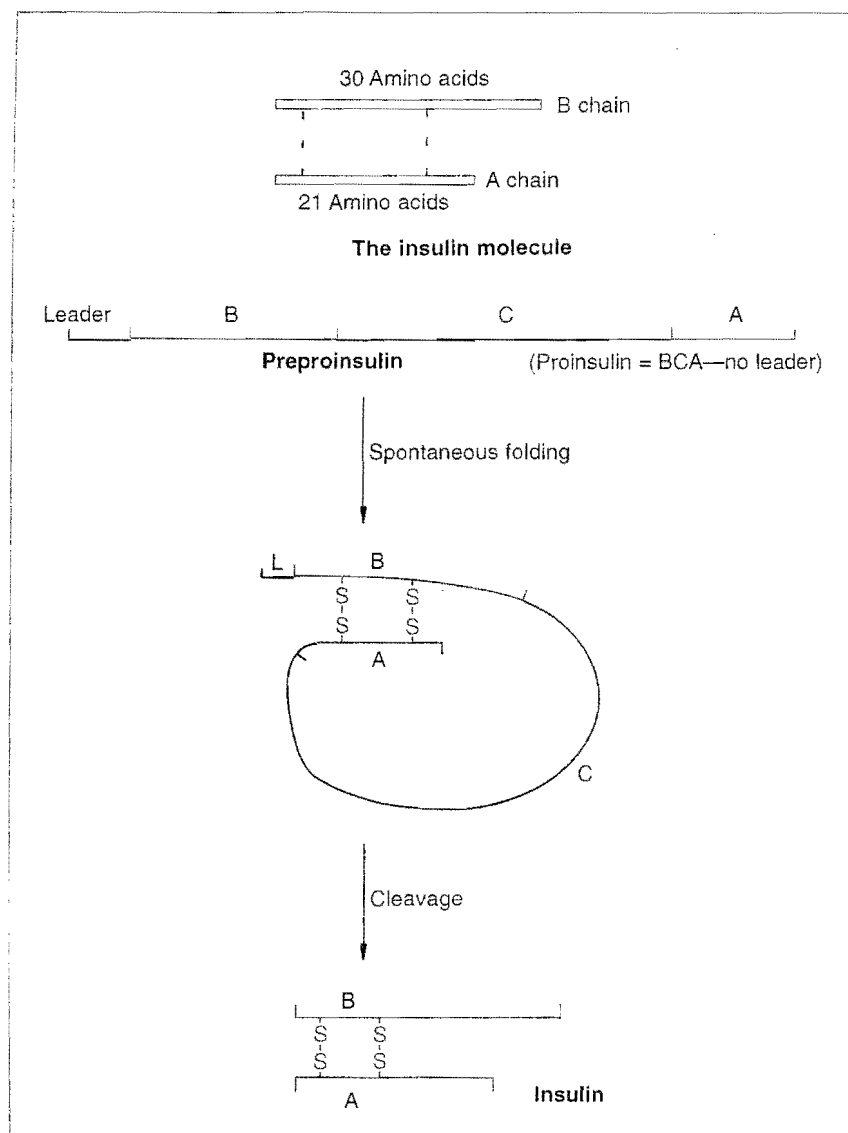 30 Amino acids
B chain
A chain
21 Amino acids
The insulin molecule
Leader B C A
Preproinsulin (Proinsulin = BCA—no leader)
Spontaneous folding
L B
S S
S S
A
C
Cleavage
B
S S
S S
A
Insulin